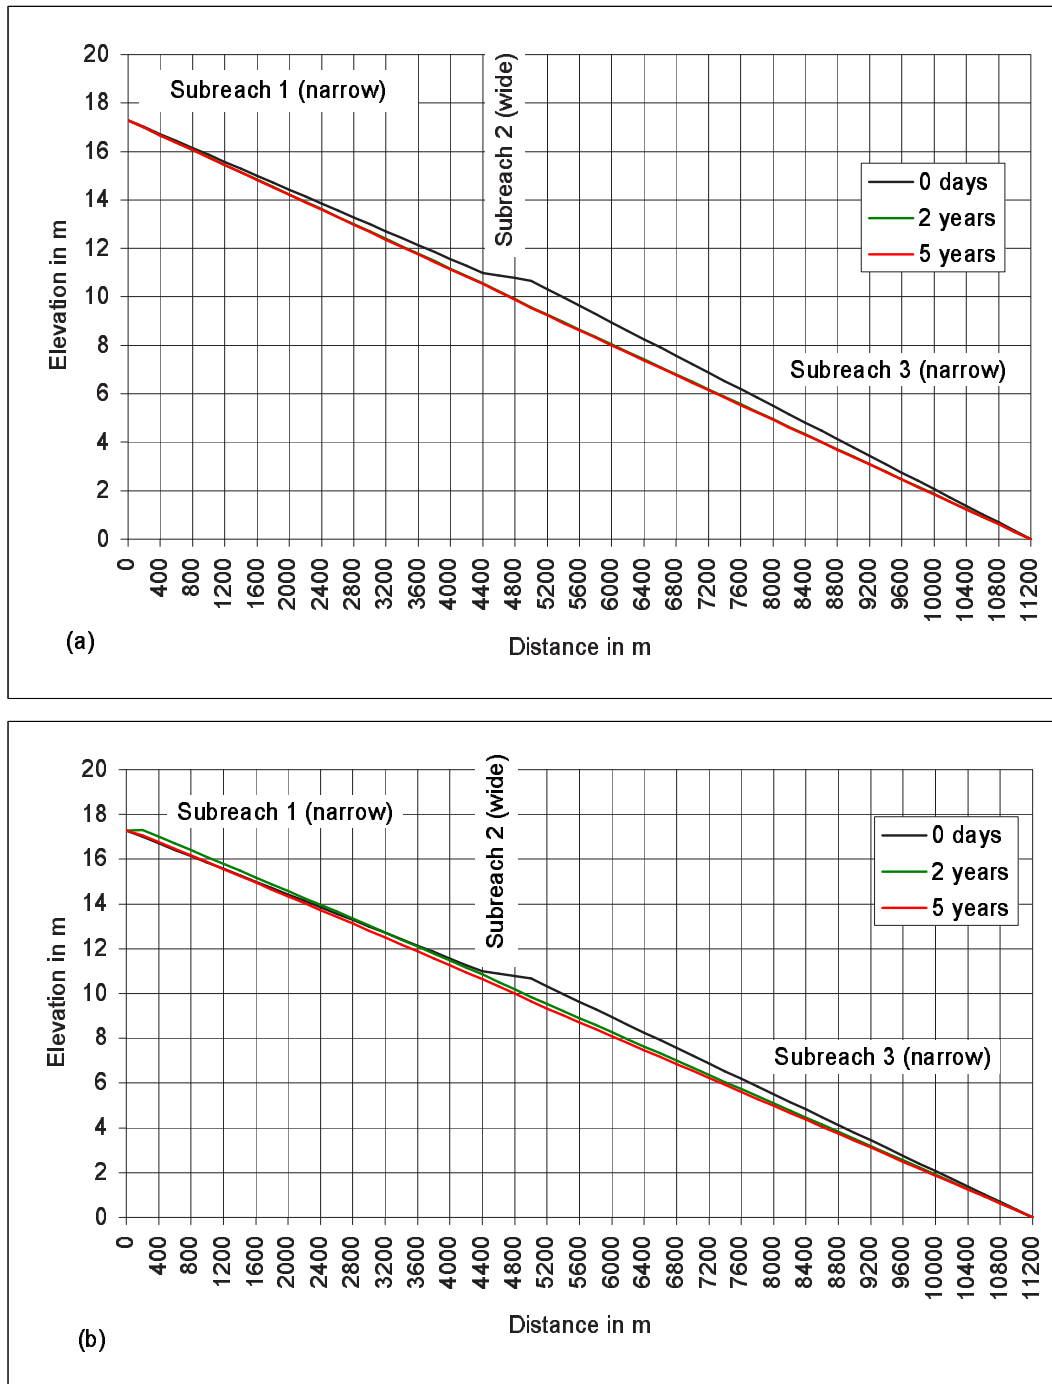 20
18
16
14
12
10
8
6
4
2
0
Elevation in m
Subreach 1 (narrow)
Subreach 2 (wide)
Subreach 3 (narrow)
0 days
2 years
5 years
0 400 800 1200 1600 2000 2400 2800 3200 3600 4000 4400 4800 5200 5600 6000 6400 6800 7200 7600 8000 8400 8800 9200 9600 10000 10400 10800 11200
Distance in m
(a)
20
18
16
14
12
10
8
6
4
2
0
Elevation in m
Subreach 1 (narrow)
Subreach 2 (wide)
Subreach 3 (narrow)
0 days
2 years
5 years
0 400 800 1200 1600 2000 2400 2800 3200 3600 4000 4400 4800 5200 5600 6000 6400 6800 7200 7600 8000 8400 8800 9200 9600 10000 10400 10800 11200
Distance in m
(b)